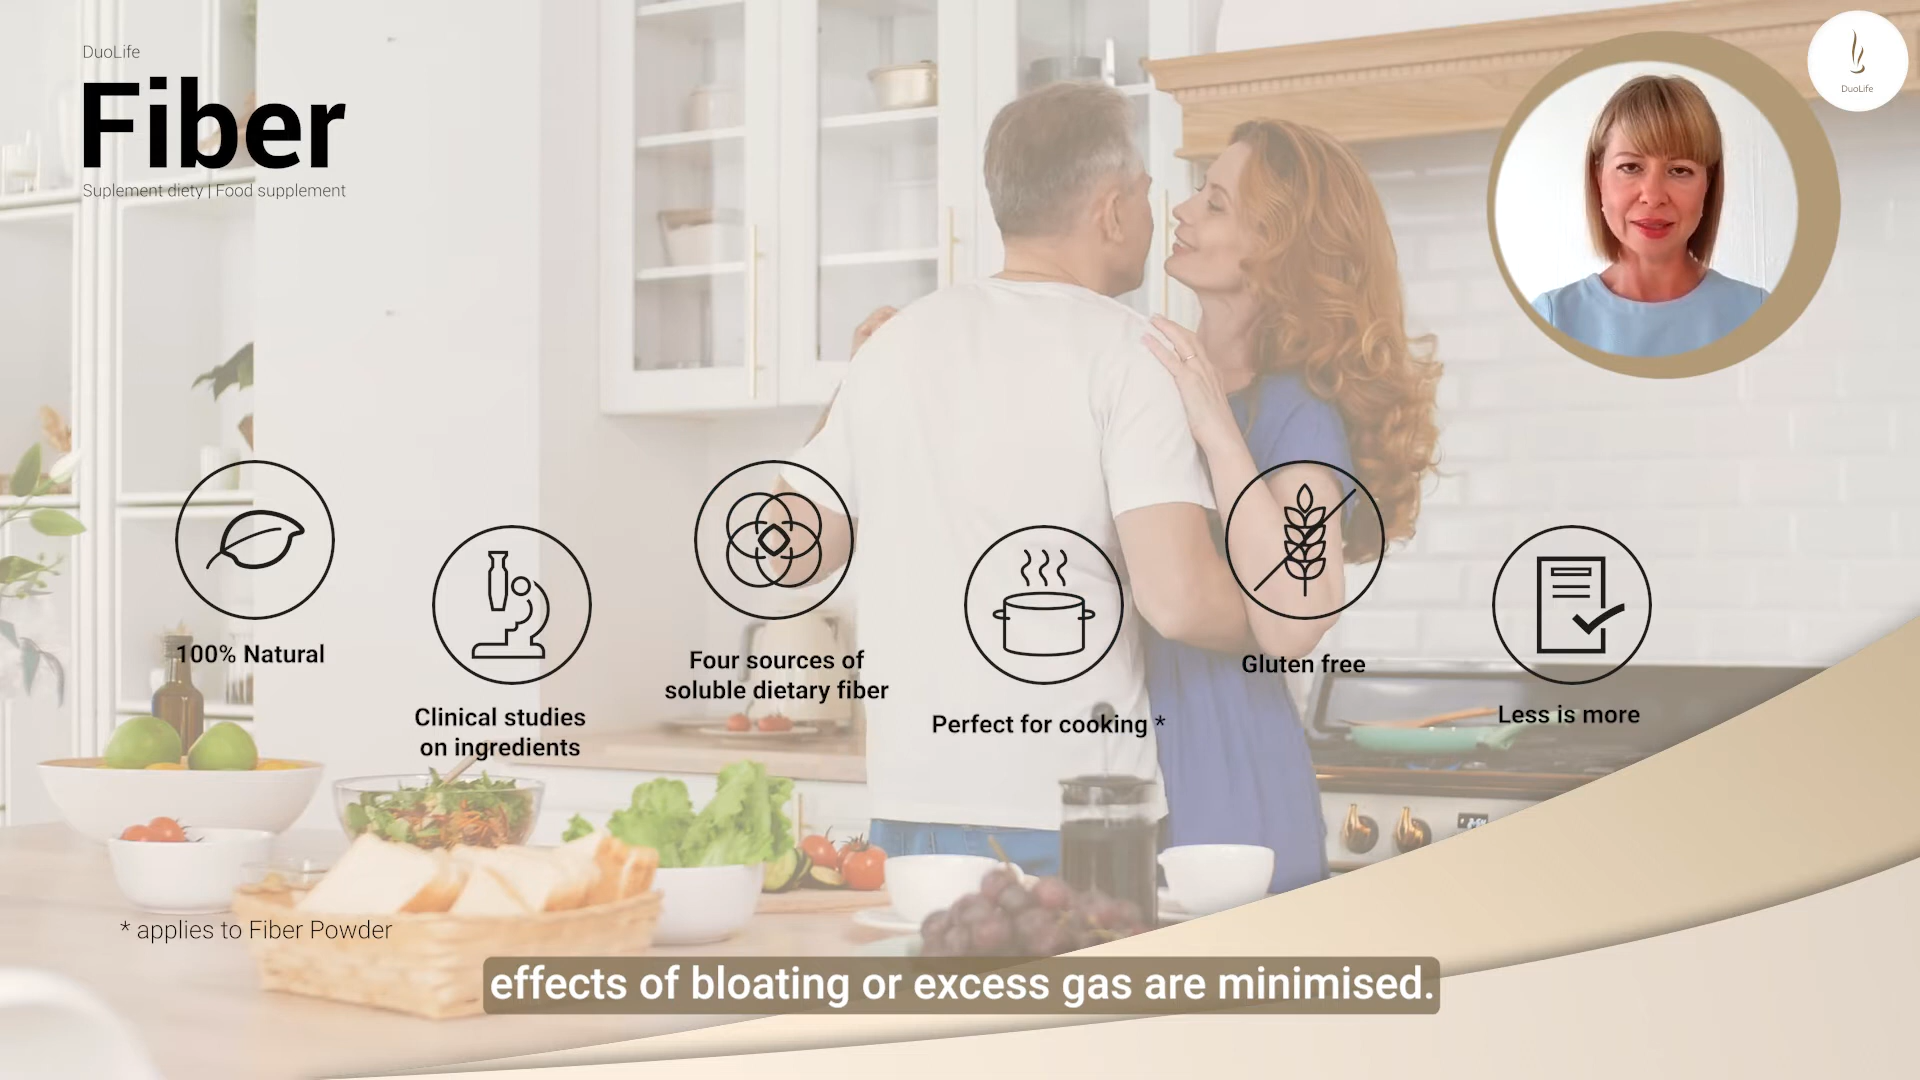 DuoLife
Fiber
Suplement diety | Food supplement
DuoLife
100% Natural
Clinical studies
on ingredients
Four sources of
soluble dietary fiber
Perfect for cooking *
Gluten free
Less is more
* applies to Fiber Powder
effects of bloating or excess gas are minimised.